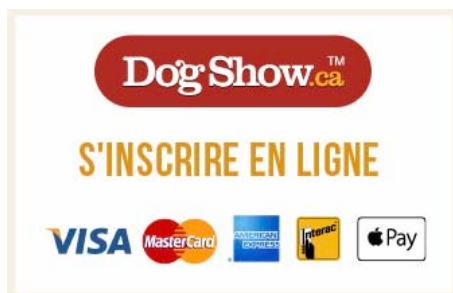 DogShow.ca™
S'INSCRIRE EN LIGNE
VISA MasterCard AMERICAN EXPRESS Interac Pay